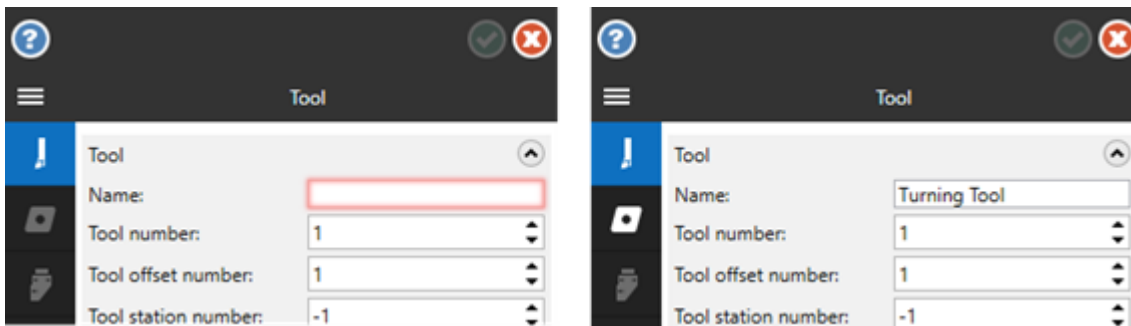 Tool
Tool
Name:
Tool number: 1
Tool offset number: 1
Tool station number: -1
Tool
Tool
Name: Turning Tool
Tool number: 1
Tool offset number: 1
Tool station number: -1